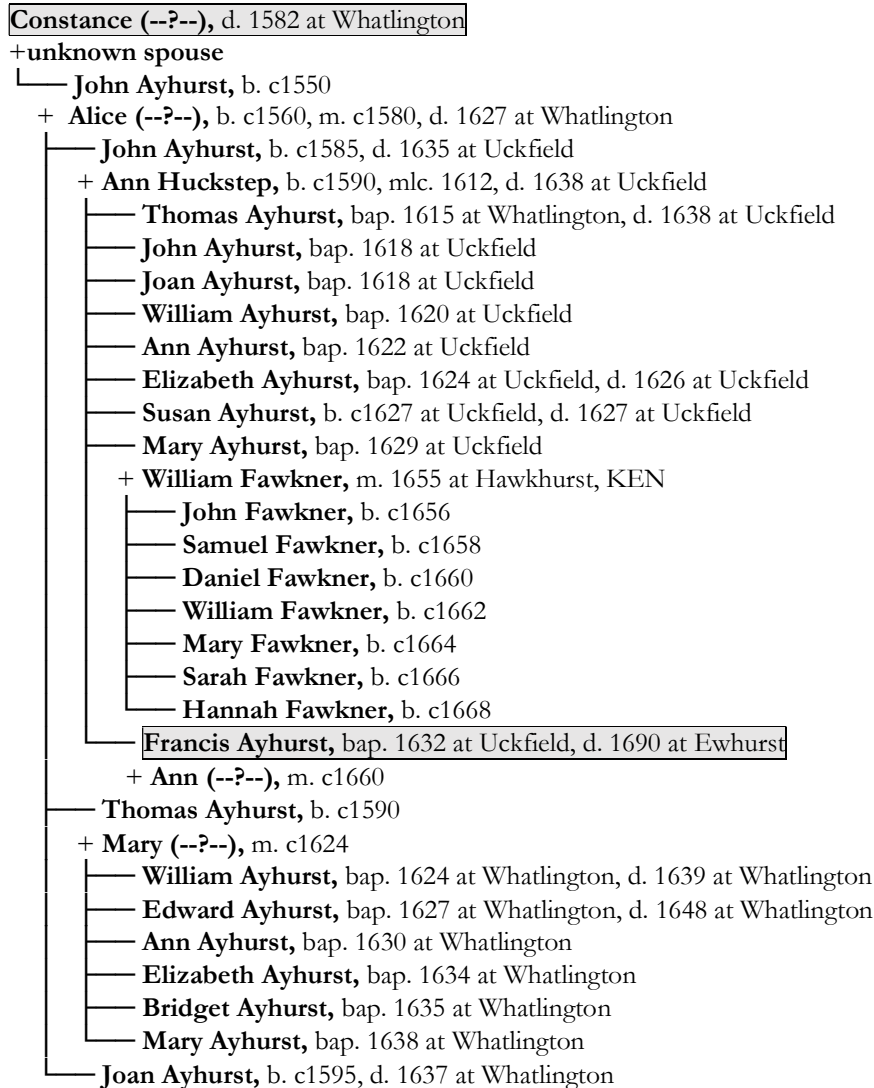 Constance (--?--), d. 1582 at Whatlington
+unknown spouse
John Ayhurst, b. c1550
+ Alice (--?--), b. c1560, m. c1580, d. 1627 at Whatlington
John Ayhurst, b. c1585, d. 1635 at Uckfield
+ Ann Huckstep, b. c1590, mlc. 1612, d. 1638 at Uckfield
Thomas Ayhurst, bap. 1615 at Whatlington, d. 1638 at Uckfield
John Ayhurst, bap. 1618 at Uckfield
Joan Ayhurst, bap. 1618 at Uckfield
William Ayhurst, bap. 1620 at Uckfield
Ann Ayhurst, bap. 1622 at Uckfield
Elizabeth Ayhurst, bap. 1624 at Uckfield, d. 1626 at Uckfield
Susan Ayhurst, b. c1627 at Uckfield, d. 1627 at Uckfield
Mary Ayhurst, bap. 1629 at Uckfield
+ William Fawkner, m. 1655 at Hawkhurst, KEN
John Fawkner, b. c1656
Samuel Fawkner, b. c1658
Daniel Fawkner, b. c1660
William Fawkner, b. c1662
Mary Fawkner, b. c1664
Sarah Fawkner, b. c1666
Hannah Fawkner, b. c1668
Francis Ayhurst, bap. 1632 at Uckfield, d. 1690 at Ewhurst
+ Ann (--?--), m. c1660
Thomas Ayhurst, b. c1590
+ Mary (--?--), m. c1624
William Ayhurst, bap. 1624 at Whatlington, d. 1639 at Whatlington
Edward Ayhurst, bap. 1627 at Whatlington, d. 1648 at Whatlington
Ann Ayhurst, bap. 1630 at Whatlington
Elizabeth Ayhurst, bap. 1634 at Whatlington
Bridget Ayhurst, bap. 1635 at Whatlington
Mary Ayhurst, bap. 1638 at Whatlington
Joan Ayhurst, b. c1595, d. 1637 at Whatlington